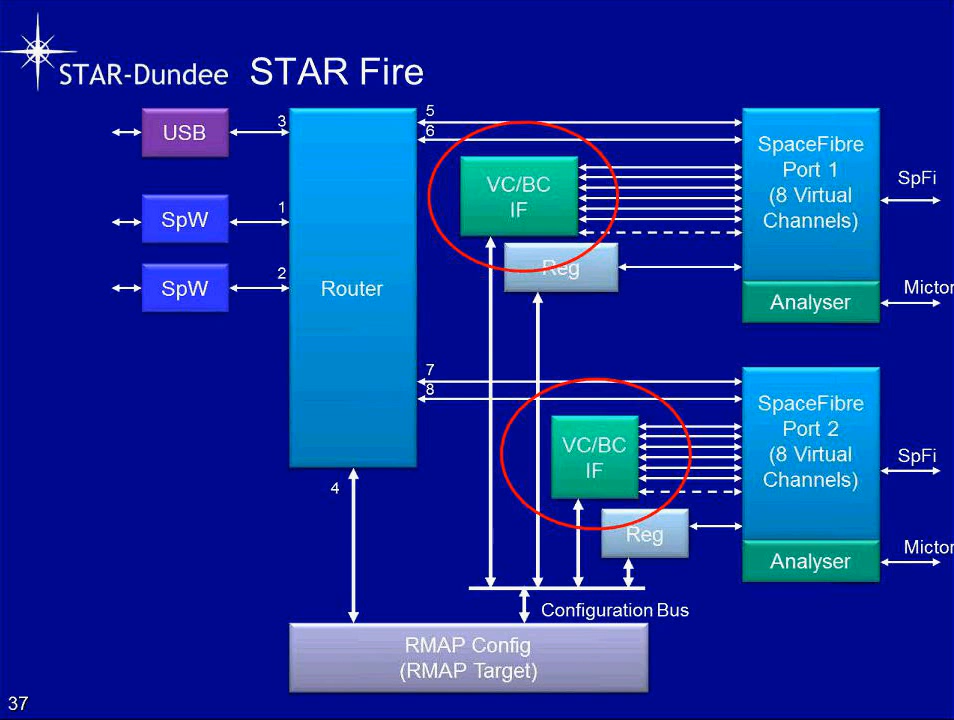 STAR-Dundee STAR Fire
USB
3
SpW
1
SpW
2
Router
4
5
6
VC/BC
IF
Reg
SpaceFibre
Port 1
(8 Virtual
Channels)
Analyser
SpFi
Mictor
7
8
VC/BC
IF
Reg
SpaceFibre
Port 2
(8 Virtual
Channels)
Analyser
SpFi
Mictor
Configuration Bus
RMAP Config
(RMAP Target)
37